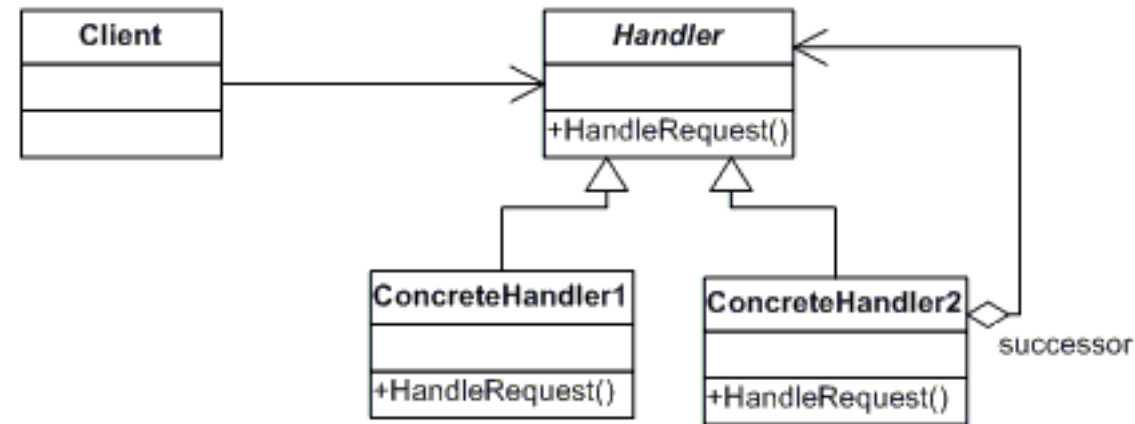 Client
Handler
+HandleRequest()
ConcreteHandler1
+HandleRequest()
ConcreteHandler2
+HandleRequest()
successor